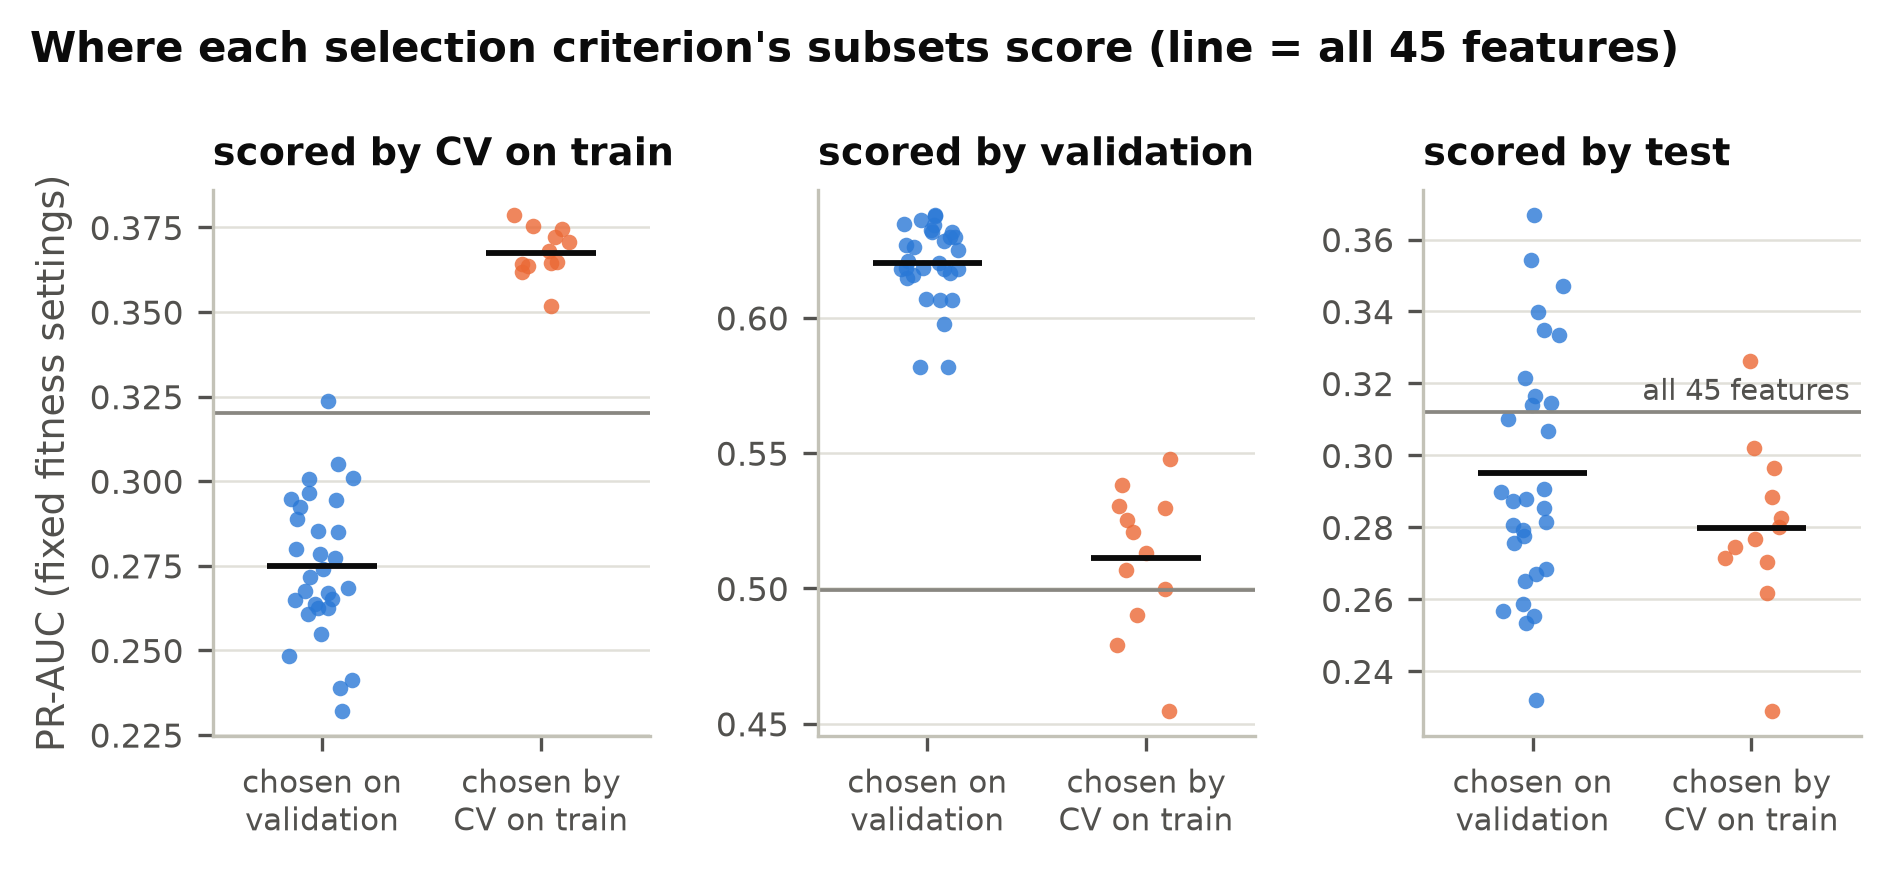 Where each selection criterion's subsets score (line = all 45 features)
scored by CV on train
scored by validation
scored by test
PR-AUC (fixed fitness settings)
0.375
0.350
0.325
0.300
0.275
0.250
0.225
chosen on
validation
chosen by
CV on train
0.60
0.55
0.50
0.45
chosen on
validation
chosen by
CV on train
0.36
0.34
0.32
0.30
0.28
0.26
0.24
all 45 features
chosen on
validation
chosen by
CV on train